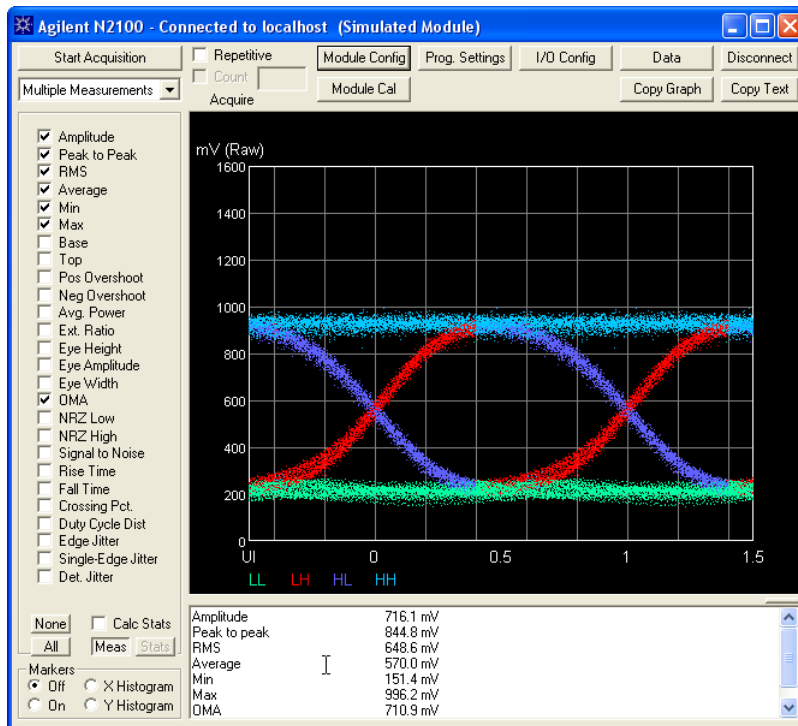 Agilent N2100 - Connected to localhost (Simulated Module)
Start Acquisition
Repetitive
Module Config
Prog. Settings
I/O Config
Data
Disconnect
Count
Multiple Measurements
Acquire
Module Cal
Copy Graph
Copy Text
Amplitude
Peak to Peak
RMS
Average
Min
Max
Base
Top
Pos Overshoot
Neg Overshoot
Avg. Power
Ext. Ratio
Eye Height
Eye Amplitude
Eye Width
OMA
NRZ Low
NRZ High
Signal to Noise
Rise Time
Fall Time
Crossing Pct.
Duty Cycle Dist
Edge Jitter
Single-Edge Jitter
Det. Jitter
None
Calc Stats
All
Meas
Stats
Markers
Off
X Histogram
On
Y Histogram
mV (Raw)
1600
1400
1200
1000
800
600
400
200
0
UI 0 0.5 1 1.5
LL LH HL HH
Amplitude 716.1 mV
Peak to peak 844.8 mV
RMS 648.6 mV
Average 570.0 mV
Min 151.4 mV
Max 996.2 mV
OMA 710.9 mV